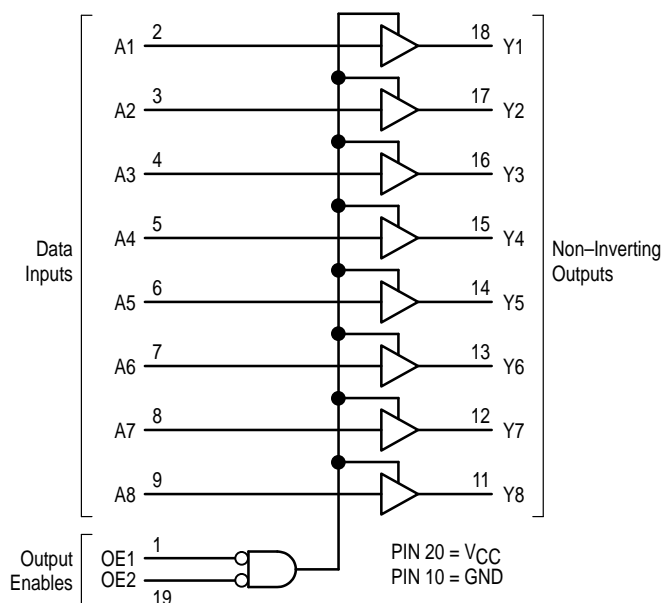 A1 2 18 Y1
A2 3 17 Y2
A3 4 16 Y3
A4 5 15 Y4
Data
Inputs
Non–Inverting
Outputs
A5 6 14 Y5
A6 7 13 Y6
A7 8 12 Y7
A8 9 11 Y8
Output
Enables
OE1 1
OE2 19
PIN 20 = VCC
PIN 10 = GND